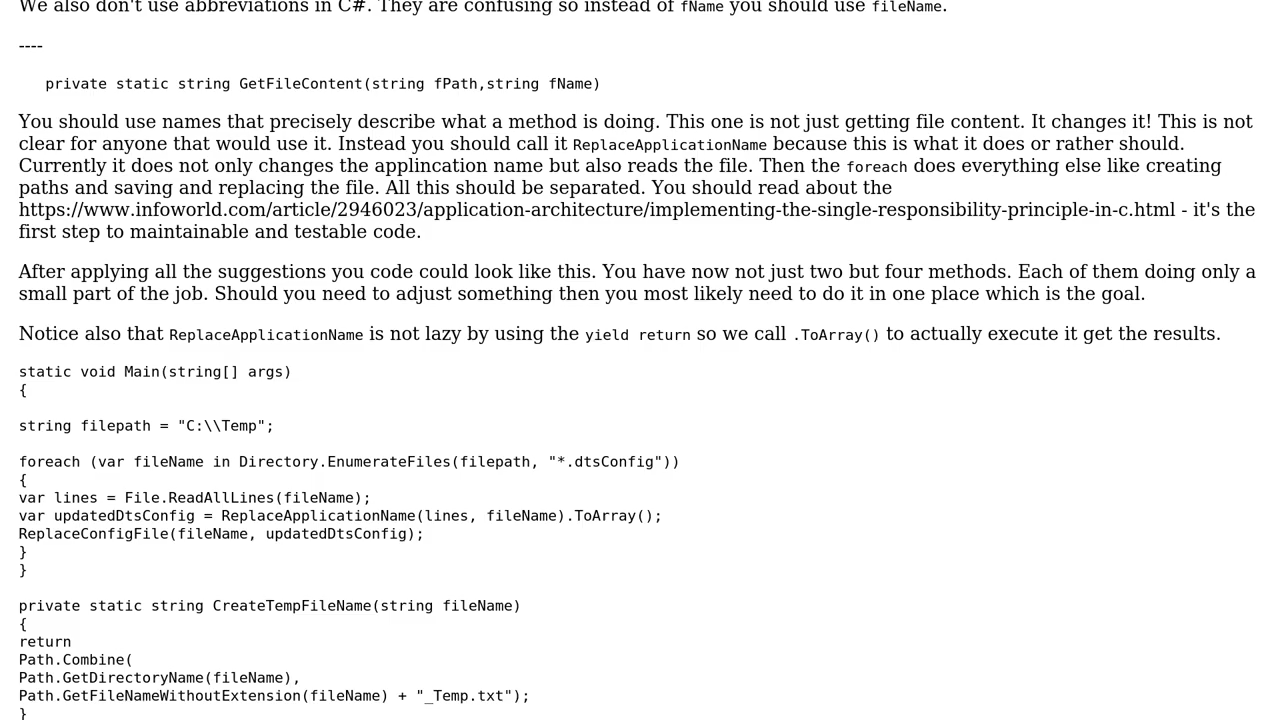 We also don't use abbreviations in C#. They are confusing so instead of fName you should use fileName.
----
private static string GetFileContent(string fPath,string fName)
You should use names that precisely describe what a method is doing. This one is not just getting file content. It changes it! This is not
clear for anyone that would use it. Instead you should call it ReplaceApplicationName because this is what it does or rather should.
Currently it does not only changes the applincation name but also reads the file. Then the foreach does everything else like creating
paths and saving and replacing the file. All this should be separated. You should read about the
https://www.infoworld.com/article/2946023/application-architecture/implementing-the-single-responsibility-principle-in-c.html - it's the
first step to maintainable and testable code.
After applying all the suggestions you code could look like this. You have now not just two but four methods. Each of them doing only a
small part of the job. Should you need to adjust something then you most likely need to do it in one place which is the goal.
Notice also that ReplaceApplicationName is not lazy by using the yield return so we call .ToArray() to actually execute it get the results.
static void Main(string[] args)
{
string filepath = "C:\\Temp";
foreach (var fileName in Directory.EnumerateFiles(filepath, "*.dtsConfig"))
{
var lines = File.ReadAllLines(fileName);
var updatedDtsConfig = ReplaceApplicationName(lines, fileName).ToArray();
ReplaceConfigFile(fileName, updatedDtsConfig);
}
}
private static string CreateTempFileName(string fileName)
{
return
Path.Combine(
Path.GetDirectoryName(fileName),
Path.GetFileNameWithoutExtension(fileName) + "_Temp.txt");
}